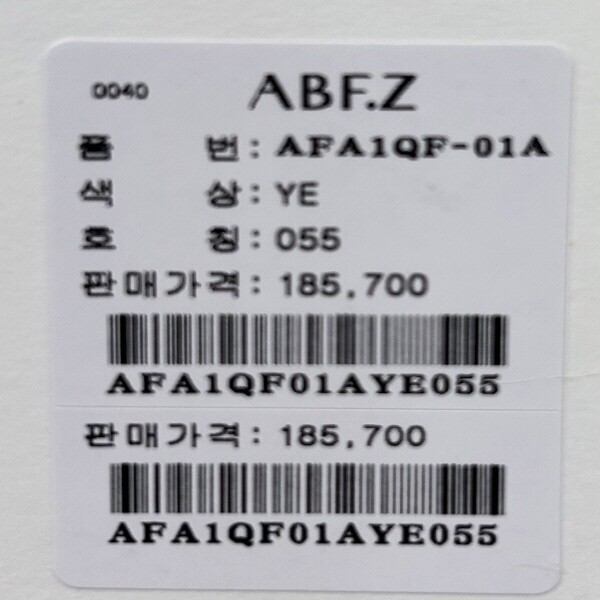 0040 ABF.Z
품 번: AFA1QF-01A
색 상: YE
호 칭: 055
판매가격: 185,700
AFA1QF01AYE055
판매가격: 185,700
AFA1QF01AYE055